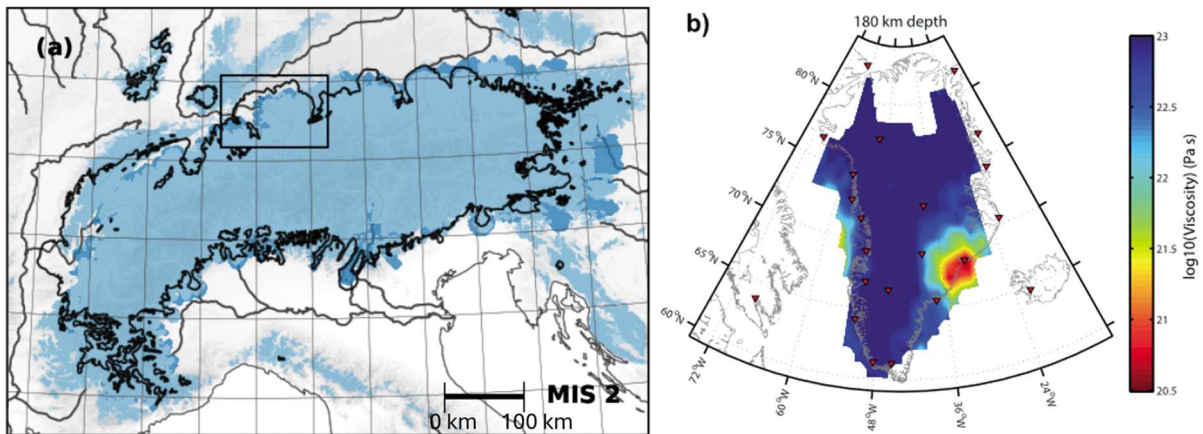 (a)
MIS 2
0 km 100 km
b)
180 km depth
80°N
75°N
70°N
65°N
60°N
72°W
60°W
48°W
36°W
24°W
23
22.5
22
21.5
21
20.5
log10(Viscosity) (Pa s)